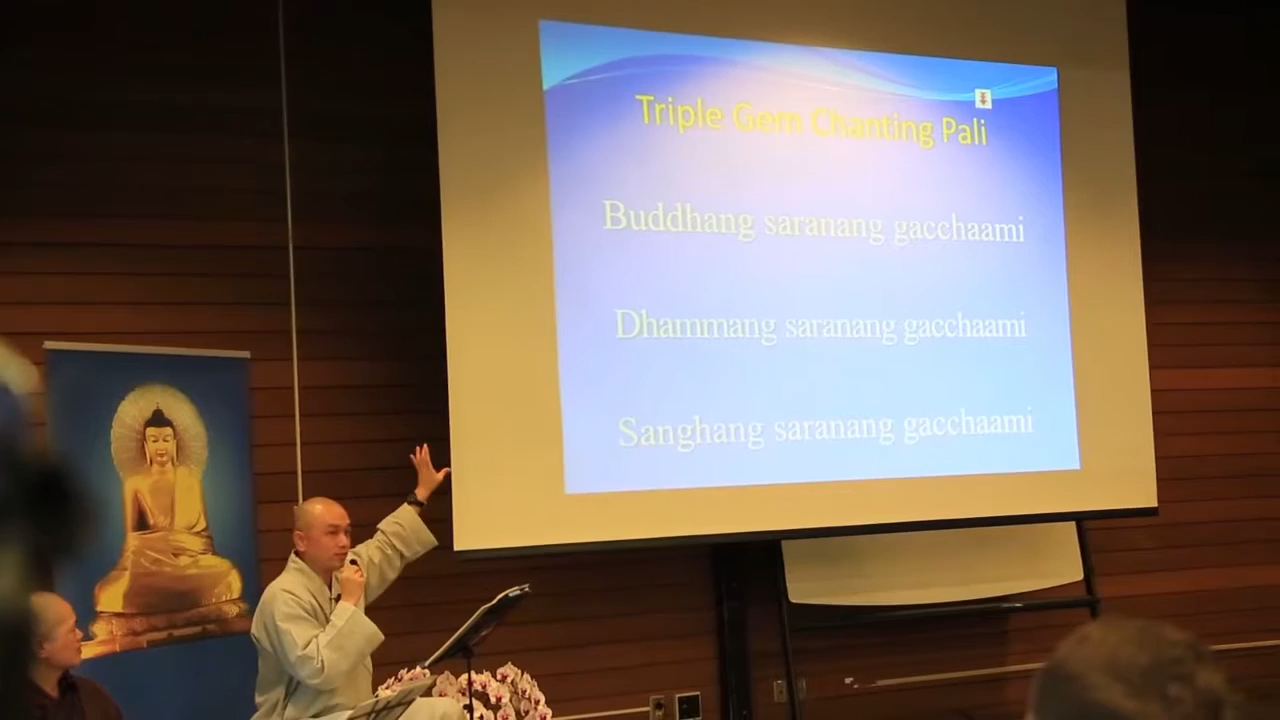 Triple Gem Chanting Pali
Buddhang saranang gacchaami
Dhammang saranang gacchaami
Sanghang saranang gacchaami